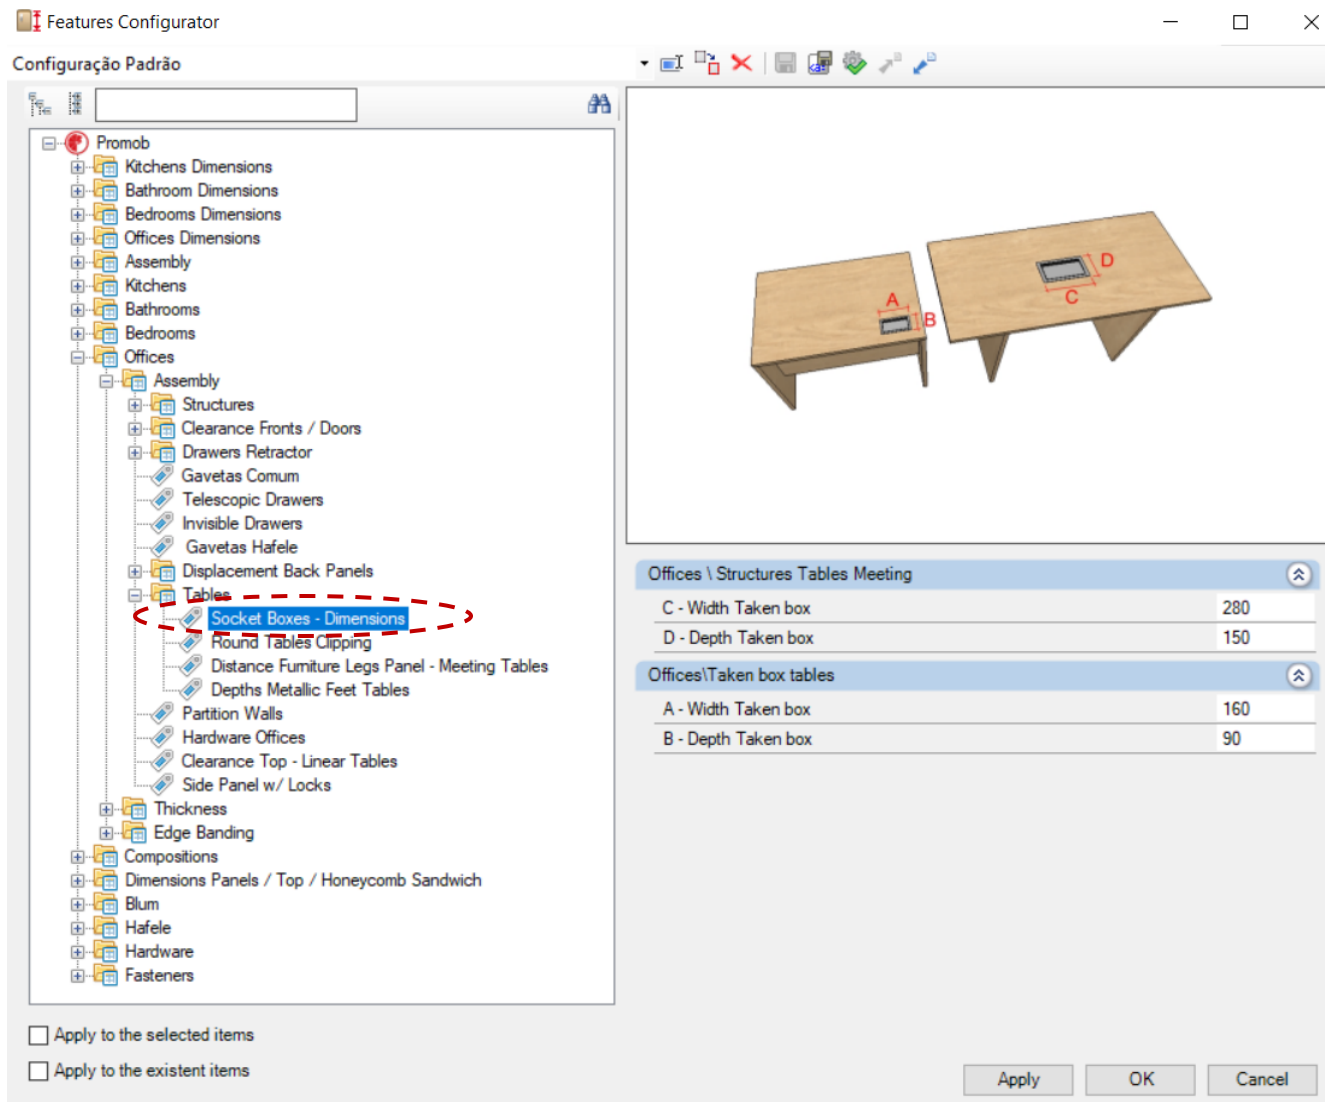 Features Configurator
Configuração Padrão
Promob
Kitchens Dimensions
Bathroom Dimensions
Bedrooms Dimensions
Offices Dimensions
Assembly
Kitchens
Bathrooms
Bedrooms
Offices
Assembly
Structures
Clearance Fronts / Doors
Drawers Retractor
Gavetas Comum
Telescopic Drawers
Invisible Drawers
Gavetas Hafele
Displacement Back Panels
Tables
Socket Boxes - Dimensions
Round Tables Clipping
Distance Furniture Legs Panel - Meeting Tables
Depths Metallic Feet Tables
Partition Walls
Hardware Offices
Clearance Top - Linear Tables
Side Panel w/ Locks
Thickness
Edge Banding
Compositions
Dimensions Panels / Top / Honeycomb Sandwich
Blum
Hafele
Hardware
Fasteners
Apply to the selected items
Apply to the existent items
A
B
C
D
Offices \ Structures Tables Meeting
C - Width Taken box 280
D - Depth Taken box 150
Offices\Taken box tables
A - Width Taken box 160
B - Depth Taken box 90
Apply
OK
Cancel